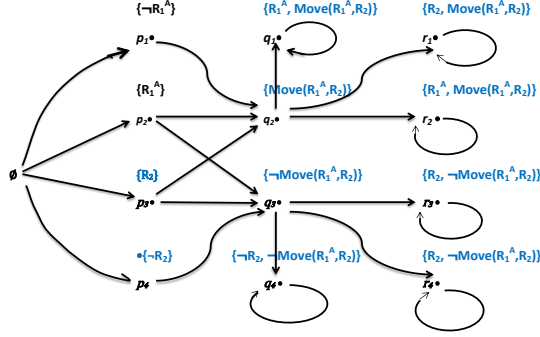 {¬R₁ᴬ} {R₁ᴬ, Move(R₁ᴬ,R₂)} {R₂, Move(R₁ᴬ,R₂)}
p₁• q₁• r₁•
{R₁ᴬ} {Move(R₁ᴬ,R₂)} {R₁ᴬ, Move(R₁ᴬ,R₂)}
p₂• q₂• r₂•
ø• {R₂} {¬Move(R₁ᴬ,R₂)} {R₂, ¬Move(R₁ᴬ,R₂)}
p₃• q₃• r₃•
•{¬R₂} {¬R₂, ¬Move(R₁ᴬ,R₂)} {R₂, ¬Move(R₁ᴬ,R₂)}
p₄ q₄• r₄•